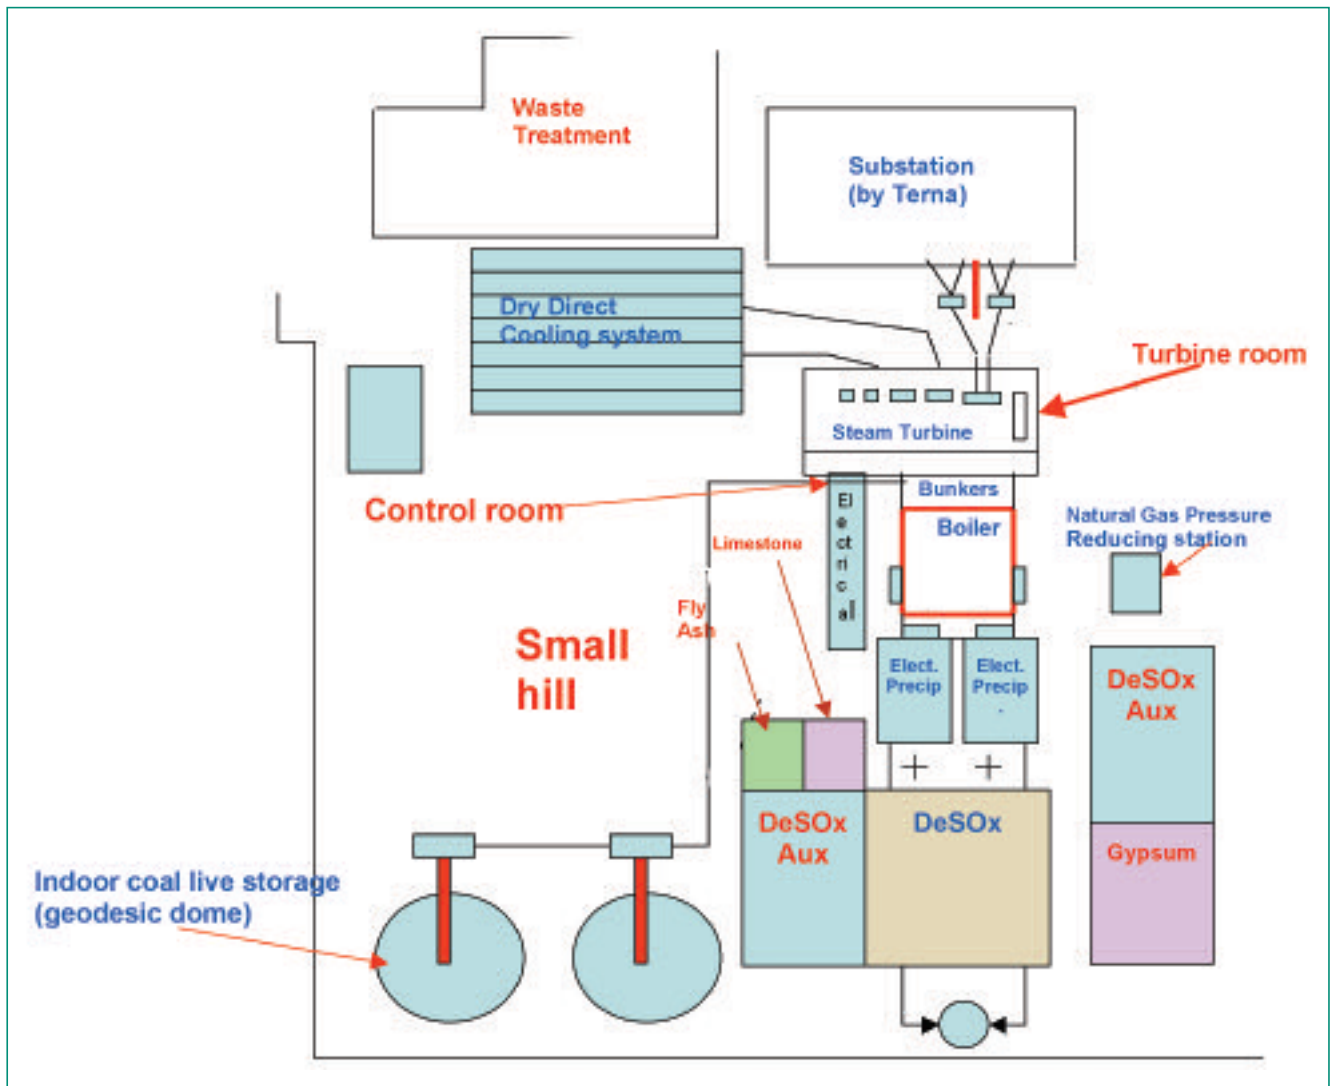 Waste
Treatment
Substation
(by Terna)
Dry Direct
Cooling system
Turbine room
Steam Turbine
Control room
Bunkers
Boiler
El
e
ct
ri
c
al
Natural Gas Pressure
Reducing station
Limestone
Fly
Ash
Small
hill
Elect.
Precip
Elect.
Precip
.
DeSOx
Aux
DeSOx
Aux
DeSOx
Gypsum
Indoor coal live storage
(geodesic dome)